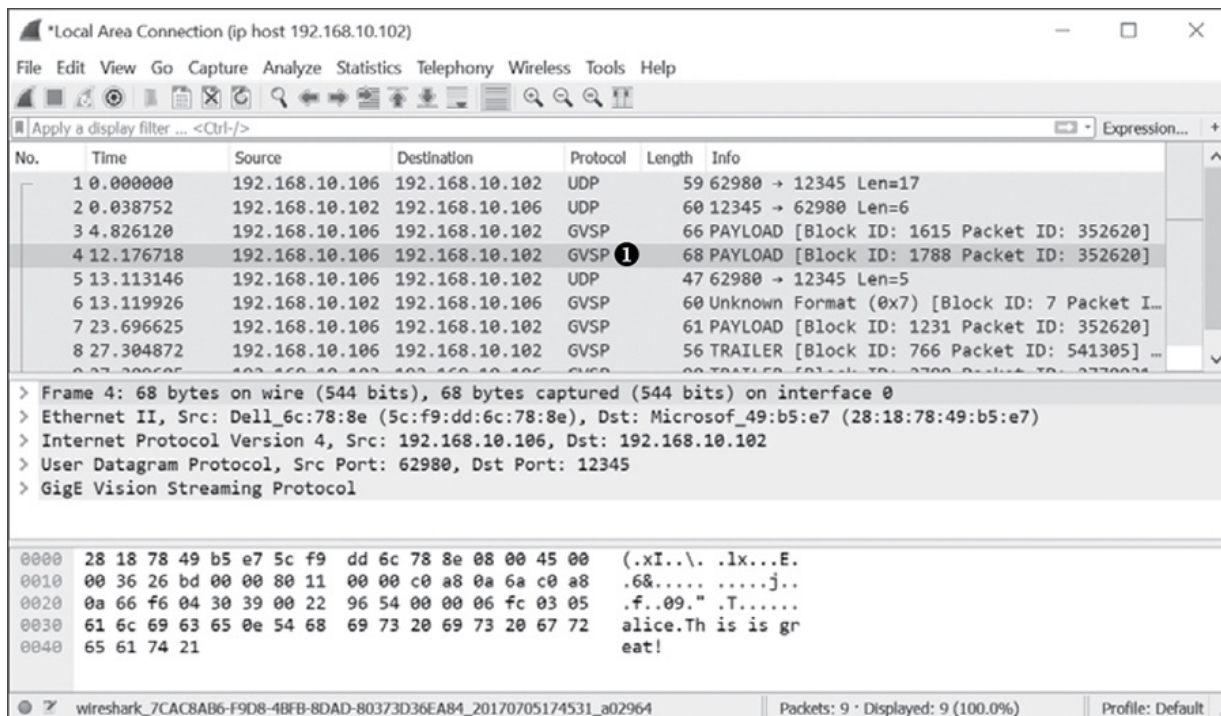 *Local Area Connection (ip host 192.168.10.102)
File Edit View Go Capture Analyze Statistics Telephony Wireless Tools Help
Apply a display filter ... <Ctrl-/> Expression... +
No. Time Source Destination Protocol Length Info
1 0.000000 192.168.10.106 192.168.10.102 UDP 59 62980 → 12345 Len=17
2 0.038752 192.168.10.102 192.168.10.106 UDP 60 12345 → 62980 Len=6
3 4.826120 192.168.10.106 192.168.10.102 GVSP 66 PAYLOAD [Block ID: 1615 Packet ID: 352620]
4 12.176718 192.168.10.106 192.168.10.102 GVSP ❶ 68 PAYLOAD [Block ID: 1788 Packet ID: 352620]
5 13.113146 192.168.10.106 192.168.10.102 UDP 47 62980 → 12345 Len=5
6 13.119926 192.168.10.102 192.168.10.106 GVSP 60 Unknown Format (0x7) [Block ID: 7 Packet I…
7 23.696625 192.168.10.106 192.168.10.102 GVSP 61 PAYLOAD [Block ID: 1231 Packet ID: 352620]
8 27.304872 192.168.10.106 192.168.10.102 GVSP 56 TRAILER [Block ID: 766 Packet ID: 541305] …
> Frame 4: 68 bytes on wire (544 bits), 68 bytes captured (544 bits) on interface 0
> Ethernet II, Src: Dell_6c:78:8e (5c:f9:dd:6c:78:8e), Dst: Microsof_49:b5:e7 (28:18:78:49:b5:e7)
> Internet Protocol Version 4, Src: 192.168.10.106, Dst: 192.168.10.102
> User Datagram Protocol, Src Port: 62980, Dst Port: 12345
> GigE Vision Streaming Protocol
0000 28 18 78 49 b5 e7 5c f9 dd 6c 78 8e 08 00 45 00 (.xI..\. .lx...E.
0010 00 36 26 bd 00 00 80 11 00 00 c0 a8 0a 6a c0 a8 .6&..... .....j..
0020 0a 66 f6 04 30 39 00 22 96 54 00 00 06 fc 03 05 .f..09." .T......
0030 61 6c 69 63 65 0e 54 68 69 73 20 69 73 20 67 72 alice.Th is is gr
0040 65 61 74 21 eat!
wireshark_7CAC8AB6-F9D8-4BFB-8DAD-80373D36EA84_20170705174531_a02964 Packets: 9 · Displayed: 9 (100.0%) Profile: Default